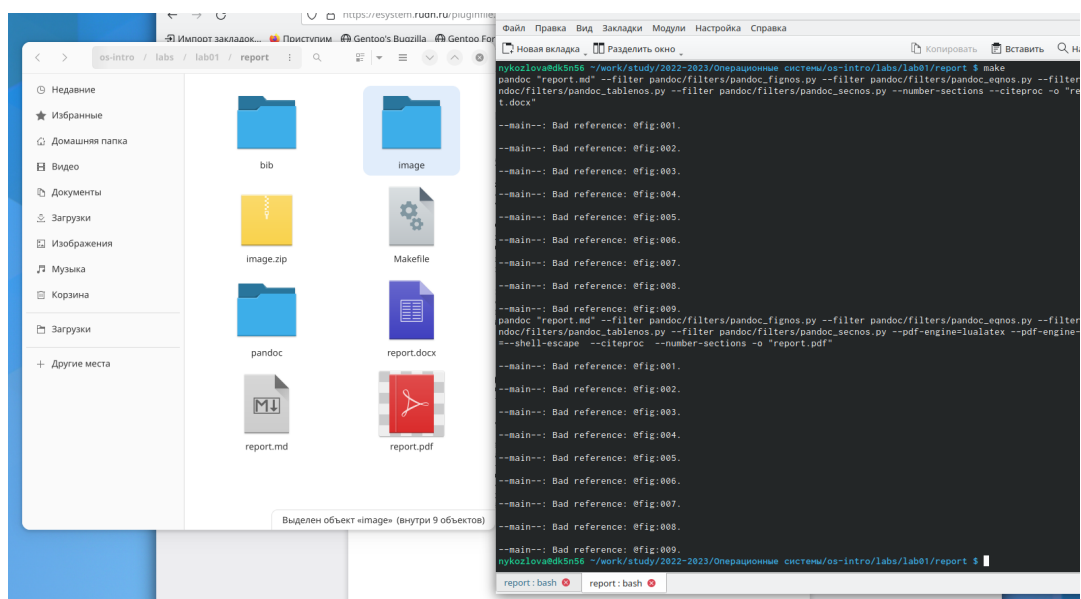 https://esystem.rudn.ru/pluginfile.
Импорт закладок... Приступим Gentoo's Bugzilla Gentoo For
os-intro / labs / lab01 / report
Недавние
Избранные
Домашняя папка
Видео
Документы
Загрузки
Изображения
Музыка
Корзина
Загрузки
+ Другие места
bib
image
image.zip
Makefile
pandoc
report.docx
report.md
report.pdf
Выделен объект «image» (внутри 9 объектов)
Файл Правка Вид Закладки Модули Настройка Справка
Новая вкладка Разделить окно Копировать Вставить На
nykozlova@dk5n56 ~/work/study/2022-2023/Операционные системы/os-intro/labs/lab01/report $ make
pandoc "report.md" --filter pandoc/filters/pandoc_fignos.py --filter pandoc/filters/pandoc_eqnos.py --filter
ndoc/filters/pandoc_tablenos.py --filter pandoc/filters/pandoc_secnos.py --number-sections --citeproc -o "re
t.docx"
--main--: Bad reference: @fig:001.
--main--: Bad reference: @fig:002.
--main--: Bad reference: @fig:003.
--main--: Bad reference: @fig:004.
--main--: Bad reference: @fig:005.
--main--: Bad reference: @fig:006.
--main--: Bad reference: @fig:007.
--main--: Bad reference: @fig:008.
--main--: Bad reference: @fig:009.
pandoc "report.md" --filter pandoc/filters/pandoc_fignos.py --filter pandoc/filters/pandoc_eqnos.py --filter
ndoc/filters/pandoc_tablenos.py --filter pandoc/filters/pandoc_secnos.py --pdf-engine=lualatex --pdf-engine-
=--shell-escape --citeproc --number-sections -o "report.pdf"
--main--: Bad reference: @fig:001.
--main--: Bad reference: @fig:002.
--main--: Bad reference: @fig:003.
--main--: Bad reference: @fig:004.
--main--: Bad reference: @fig:005.
--main--: Bad reference: @fig:006.
--main--: Bad reference: @fig:007.
--main--: Bad reference: @fig:008.
--main--: Bad reference: @fig:009.
nykozlova@dk5n56 ~/work/study/2022-2023/Операционные системы/os-intro/labs/lab01/report $
report : bash report : bash